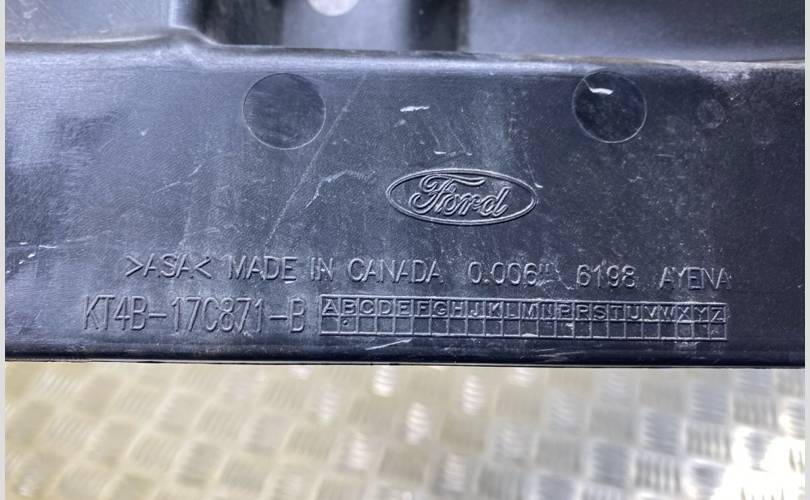 Ford
>ASA< MADE IN CANADA 0.006" 6198 AYENA
KT4B-17C871-B ABCDEFGHJKLMNPRSTUVWXYZ